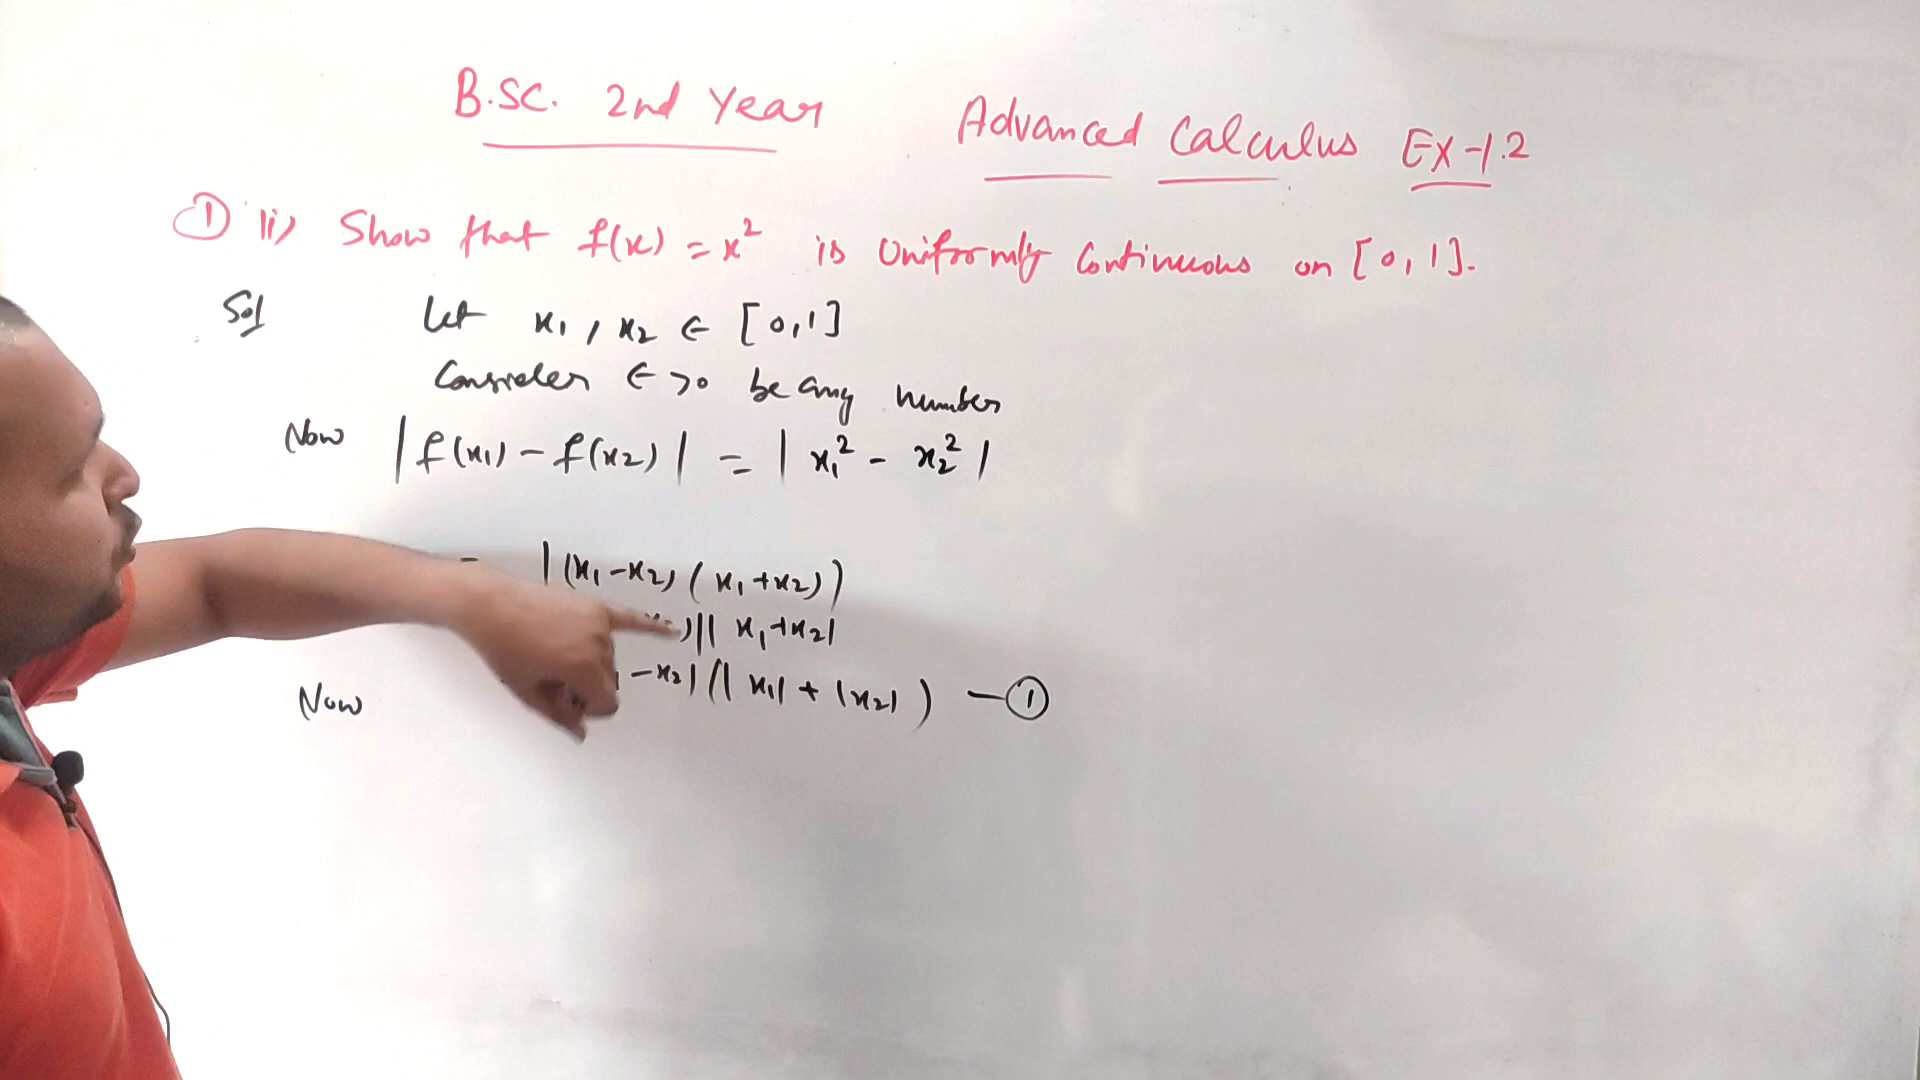 B.SC. 2nd Year Advanced Calculus EX-1.2
① ii) Show that f(x) = x² is Uniformly Continuous on [0,1].
Sol Let x₁, x₂ ∈ [0,1]
Consider ∈ >0 be any number
Now |f(x₁) - f(x₂)| = | x₁² - x₂² |
= |(x₁-x₂)(x₁+x₂)|
x₂)|| x₁+x₂|
-x₂|(|x₁| + |x₂|) —①
Now